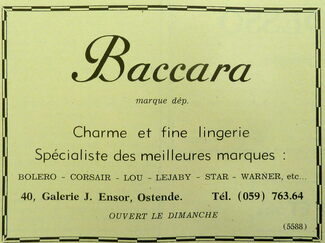 Baccara
marque dép.
Charme et fine lingerie
Spécialiste des meilleures marques :
BOLERO - CORSAIR - LOU - LEJABY - STAR - WARNER, etc...
40, Galerie J. Ensor, Ostende. Tél. (059) 763.64
OUVERT LE DIMANCHE
(5588)